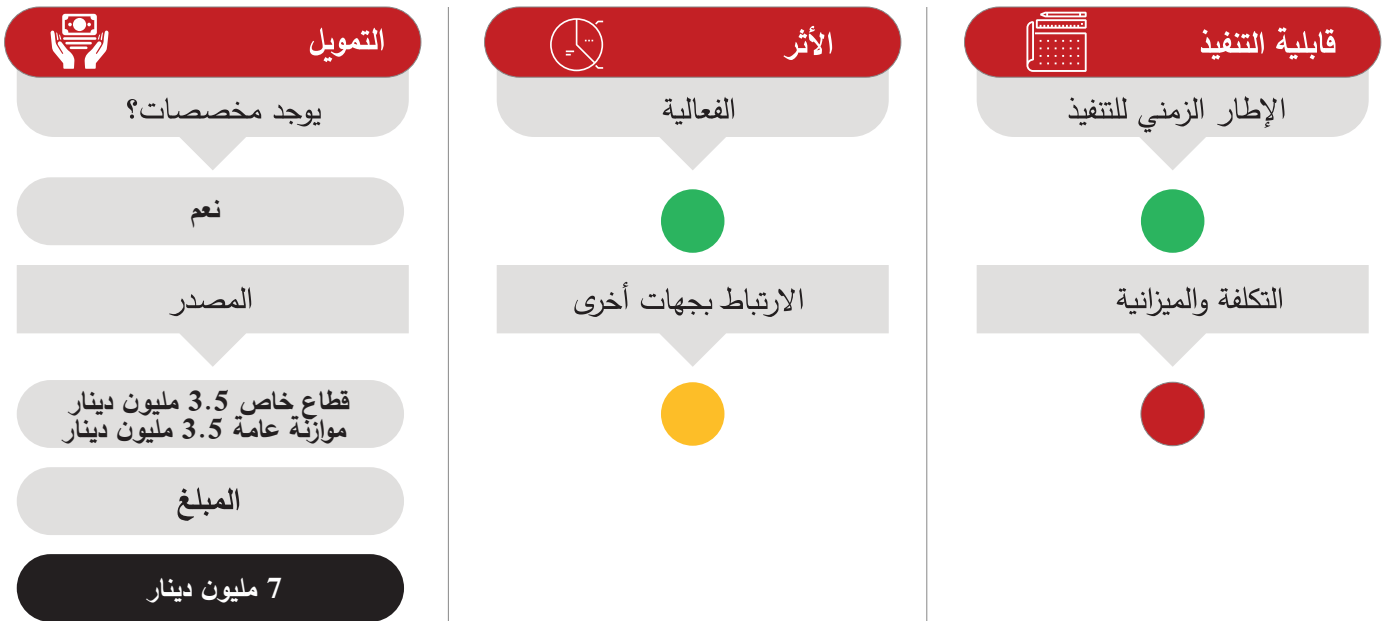 قابلية التنفيذ
الإطار الزمني للتنفيذ
التكلفة والميزانية
الأثر
الفعالية
الارتباط بجهات أخرى
التمويل
يوجد مخصصات؟
نعم
المصدر
قطاع خاص 3.5 مليون دينار
موازنة عامة 3.5 مليون دينار
المبلغ
7 مليون دينار